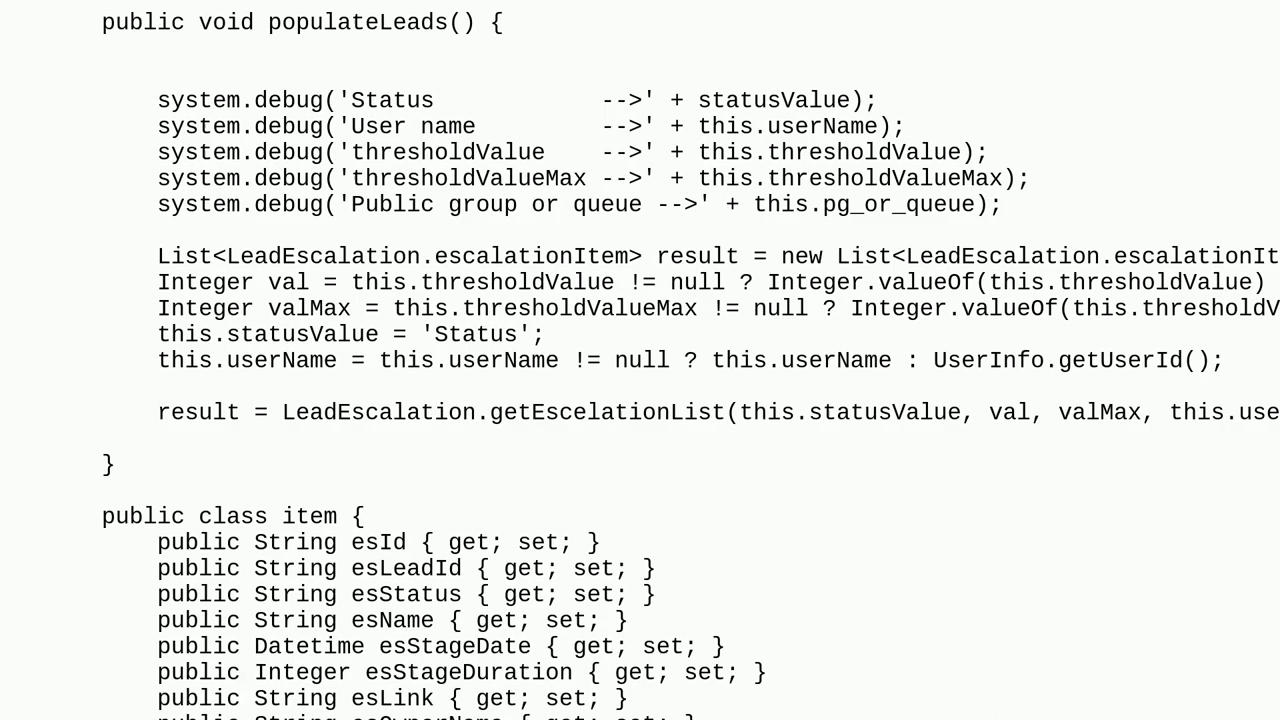 public void populateLeads() {
system.debug('Status            -->' + statusValue);
system.debug('User name         -->' + this.userName);
system.debug('thresholdValue    -->' + this.thresholdValue);
system.debug('thresholdValueMax -->' + this.thresholdValueMax);
system.debug('Public group or queue -->' + this.pg_or_queue);
List<LeadEscalation.escalationItem> result = new List<LeadEscalation.escalationIt
Integer val = this.thresholdValue != null ? Integer.valueOf(this.thresholdValue)
Integer valMax = this.thresholdValueMax != null ? Integer.valueOf(this.thresholdV
this.statusValue = 'Status';
this.userName = this.userName != null ? this.userName : UserInfo.getUserId();
result = LeadEscalation.getEscelationList(this.statusValue, val, valMax, this.use
}
public class item {
public String esId { get; set; }
public String esLeadId { get; set; }
public String esStatus { get; set; }
public String esName { get; set; }
public Datetime esStageDate { get; set; }
public Integer esStageDuration { get; set; }
public String esLink { get; set; }
public String esOwnerName { get; set; }